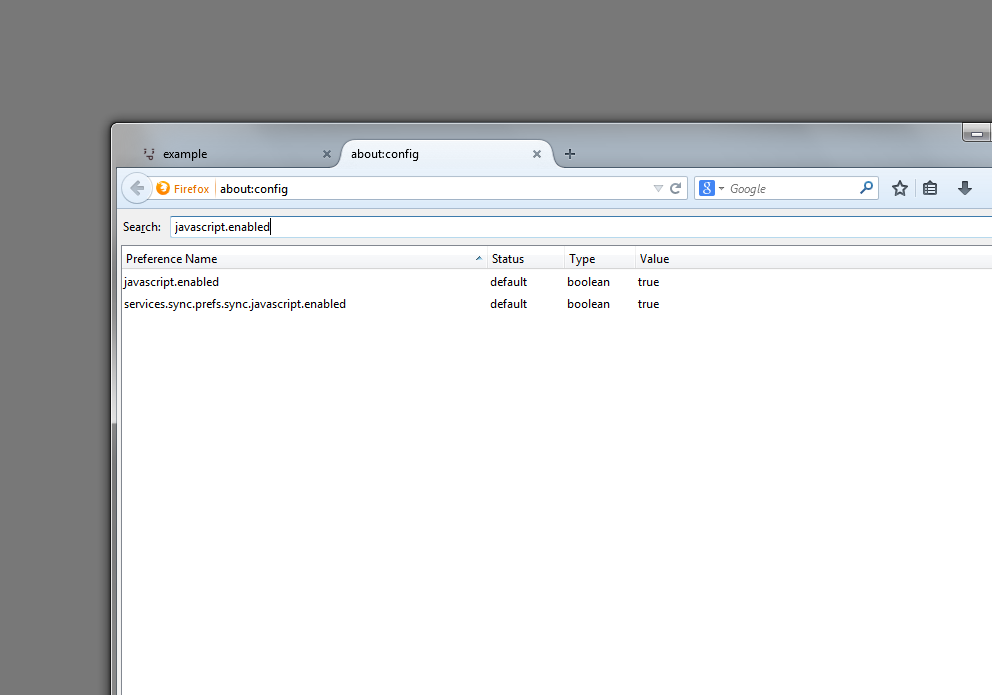 example about:config
Firefox about:config Google
Search: javascript.enabled
Preference Name Status Type Value
javascript.enabled default boolean true
services.sync.prefs.sync.javascript.enabled default boolean true